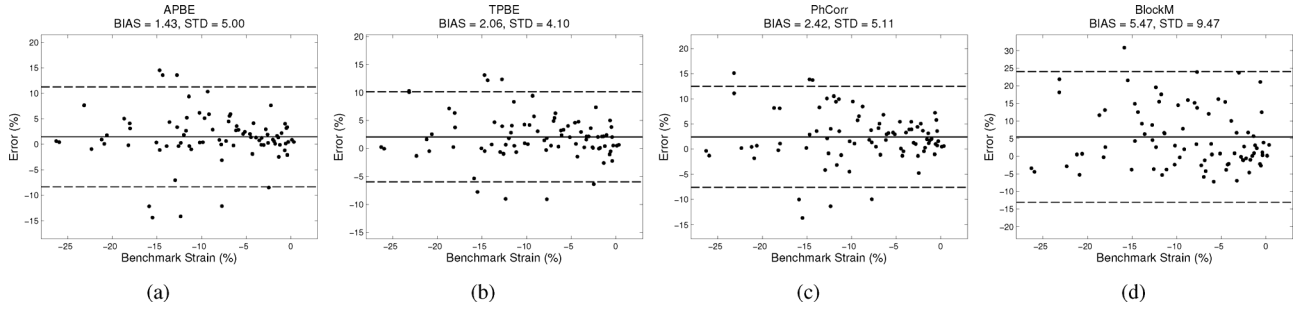 APBE
BIAS = 1.43, STD = 5.00
20
15
10
5
0
−5
−10
−15
Error (%)
−25 −20 −15 −10 −5 0
Benchmark Strain (%)
(a)
TPBE
BIAS = 2.06, STD = 4.10
20
15
10
5
0
−5
−10
−15
Error (%)
−25 −20 −15 −10 −5 0
Benchmark Strain (%)
(b)
PhCorr
BIAS = 2.42, STD = 5.11
20
15
10
5
0
−5
−10
−15
Error (%)
−25 −20 −15 −10 −5 0
Benchmark Strain (%)
(c)
BlockM
BIAS = 5.47, STD = 9.47
30
25
20
15
10
5
0
−5
−10
−15
−20
Error (%)
−25 −20 −15 −10 −5 0
Benchmark Strain (%)
(d)